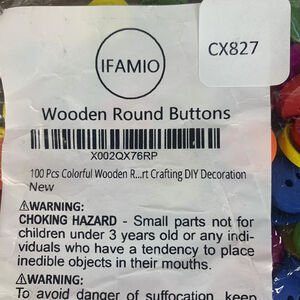 IFAMIO
CX827
Wooden Round Buttons
X002QX76RP
100 Pcs Colorful Wooden R...rt Crafting DIY Decoration
New
⚠WARNING:
CHOKING HAZARD - Small parts not for
children under 3 years old or any indi-
viduals who have a tendency to place
inedible objects in their mouths.
⚠WARNING:
To avoid danger of suffocation, keep